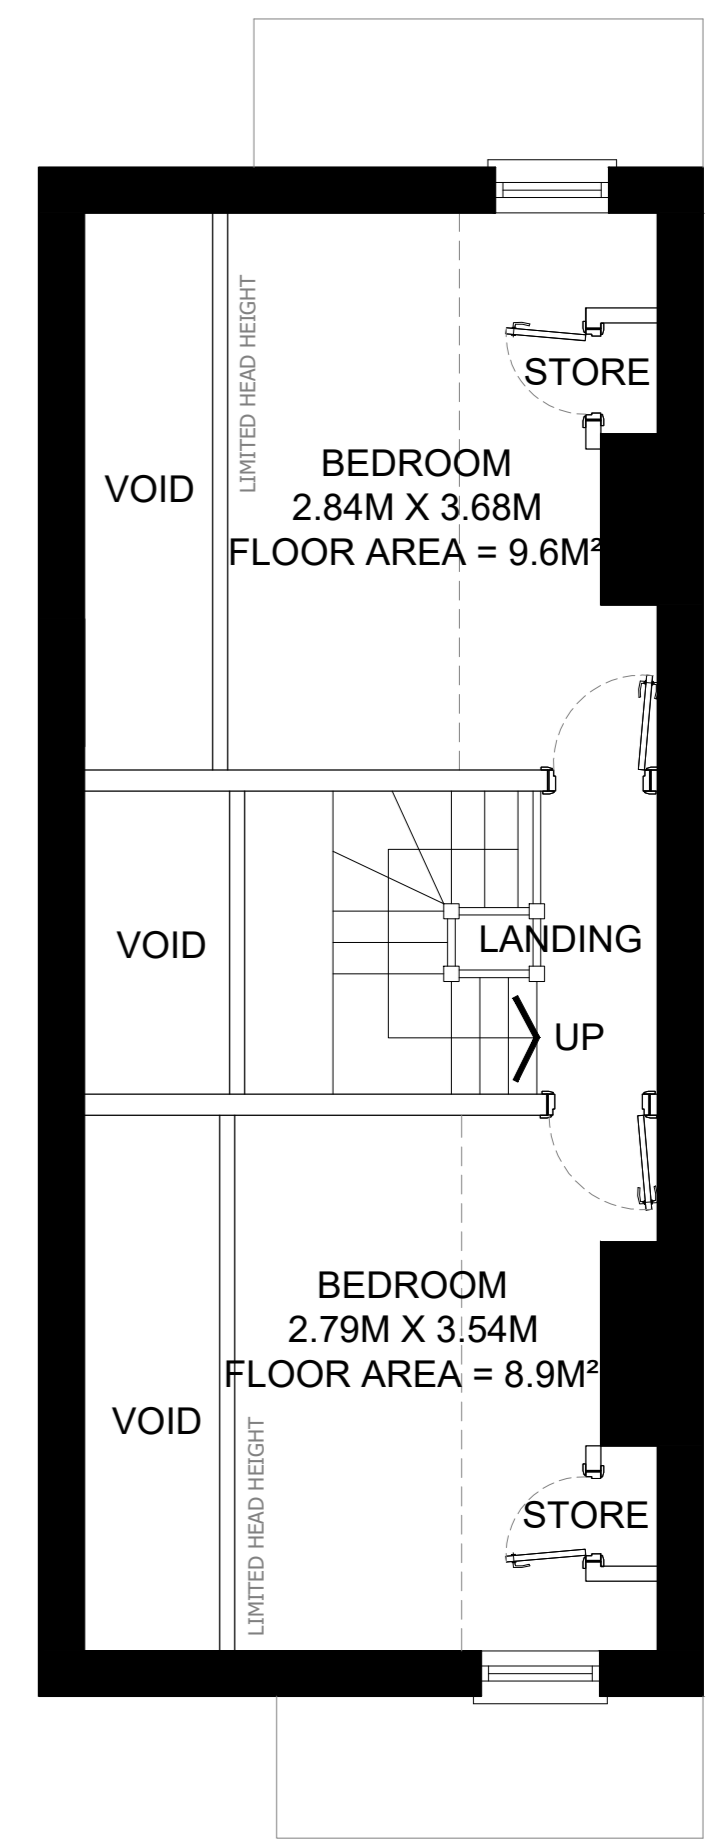 LIMITED HEAD HEIGHT
STORE
VOID
BEDROOM
2.84M X 3.68M
FLOOR AREA = 9.6M²
VOID
LANDING
UP
BEDROOM
2.79M X 3.54M
FLOOR AREA = 8.9M²
VOID
LIMITED HEAD HEIGHT
STORE